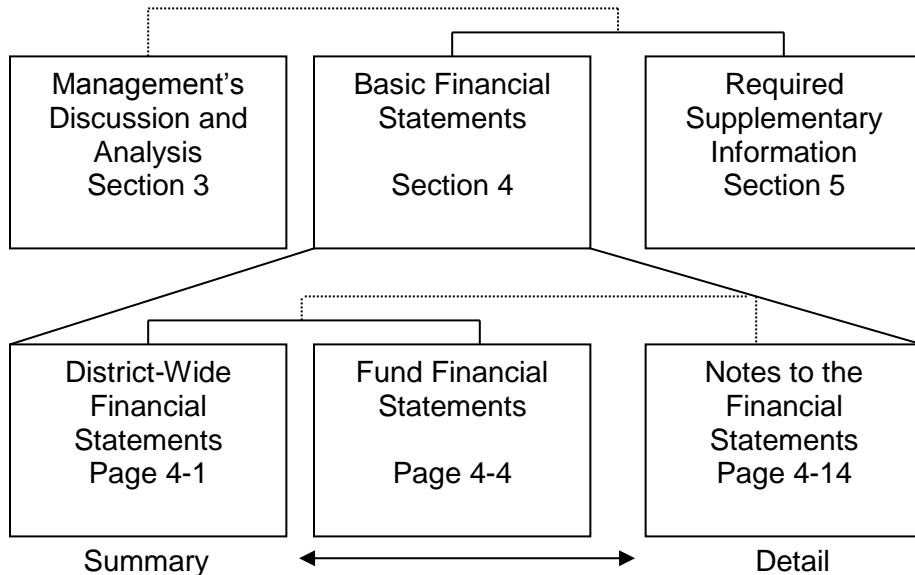 Management’s
Discussion and
Analysis
Section 3
Basic Financial
Statements
Section 4
Required
Supplementary
Information
Section 5
District-Wide
Financial
Statements
Page 4-1
Fund Financial
Statements
Page 4-4
Notes to the
Financial
Statements
Page 4-14
Summary
Detail